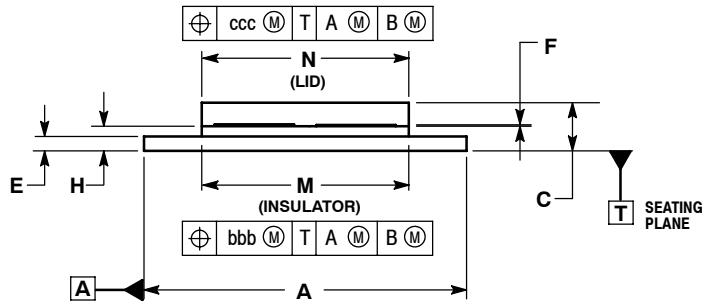 ⌖ ccc Ⓜ T A Ⓜ B Ⓜ
F
N
(LID)
E
H
M
(INSULATOR)
C
T
SEATING
PLANE
⌖ bbb Ⓜ T A Ⓜ B Ⓜ
A
A